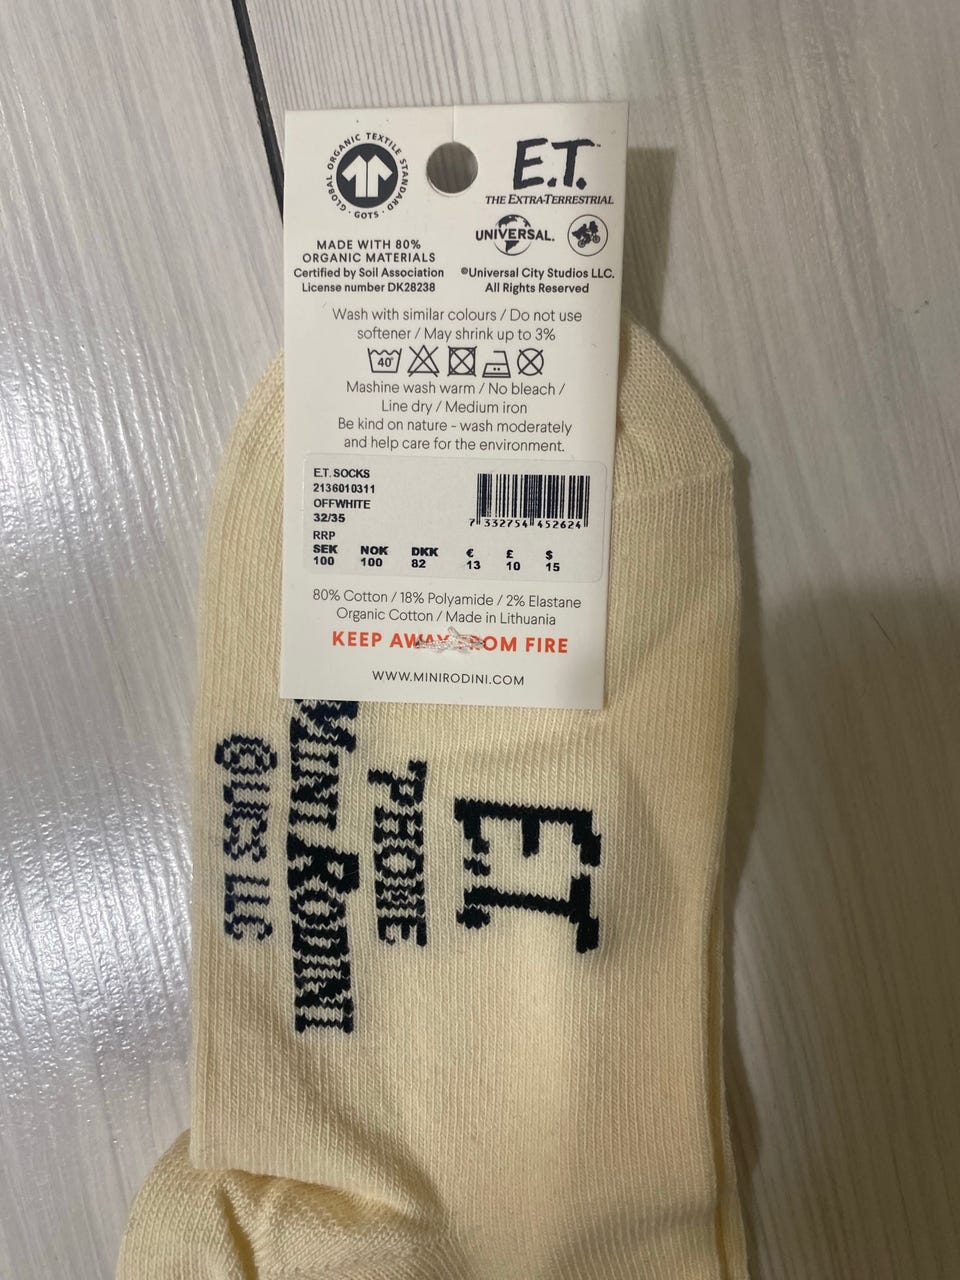 GLOBAL ORGANIC TEXTILE STANDARD
· GOTS ·
MADE WITH 80%
ORGANIC MATERIALS
Certified by Soil Association
License number DK28238
E.T.™
THE EXTRA-TERRESTRIAL
UNIVERSAL.
©Universal City Studios LLC.
All Rights Reserved
Wash with similar colours / Do not use
softener / May shrink up to 3%
40°
Mashine wash warm / No bleach /
Line dry / Medium iron
Be kind on nature - wash moderately
and help care for the environment.
E.T. SOCKS
2136010311
OFFWHITE
32/35
7 332754 452624
RRP
SEK NOK DKK € £ $
100 100 82 13 10 15
80% Cotton / 18% Polyamide / 2% Elastane
Organic Cotton / Made in Lithuania
KEEP AWAY FROM FIRE
WWW.MINIRODINI.COM
E.T.
PHONE
MINI RODINI
LLC